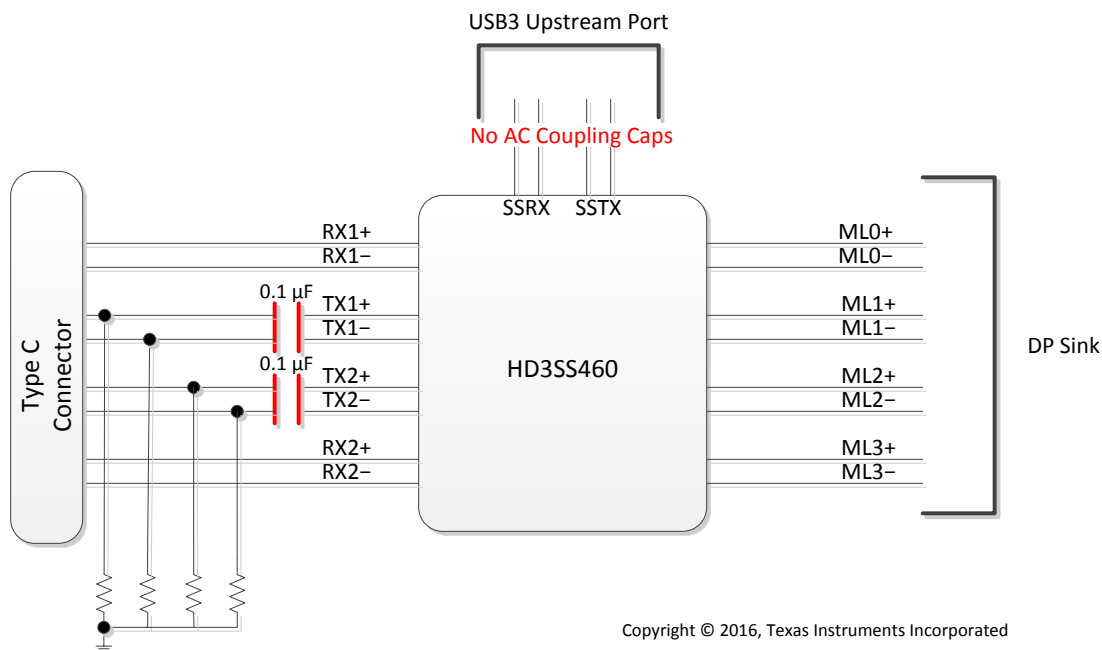 USB3 Upstream Port
No AC Coupling Caps
SSRX SSTX
RX1+
RX1−
0.1 µF
TX1+
TX1−
0.1 µF
TX2+
TX2−
RX2+
RX2−
Type C
Connector
HD3SS460
ML0+
ML0−
ML1+
ML1−
ML2+
ML2−
ML3+
ML3−
DP Sink
Copyright © 2016, Texas Instruments Incorporated